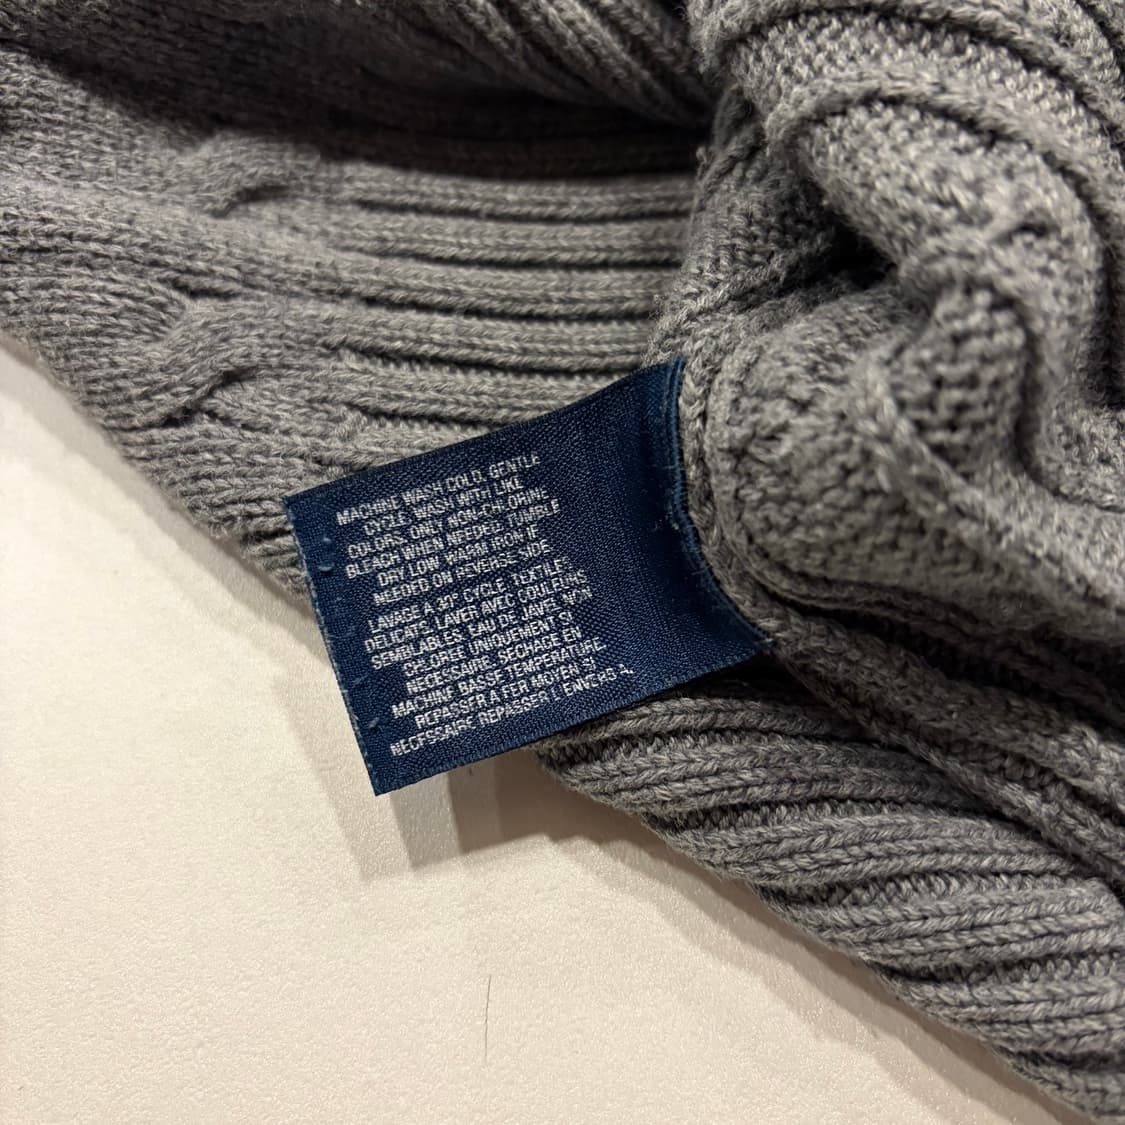 MACHINE WASH COLD, GENTLE
CYCLE, WASH WITH LIKE
COLORS, ONLY NON-CHLORINE
BLEACH WHEN NEEDED, TUMBLE
DRY LOW, WARM IRON IF
NEEDED ON REVERSE SIDE
LAVAGE A 30° CYCLE, TEXTILE
DELICATE, LAVER AVEC COULEURS
SEMBLABLES, EAU DE JAVEL NON
CHLOREE UNIQUEMENT SI
NECESSAIRE, SECHAGE EN
MACHINE BASSE TEMPERATURE
REPASSER A FER MOYEN, SI
NECESSAIRE REPASSER L'ENVERS